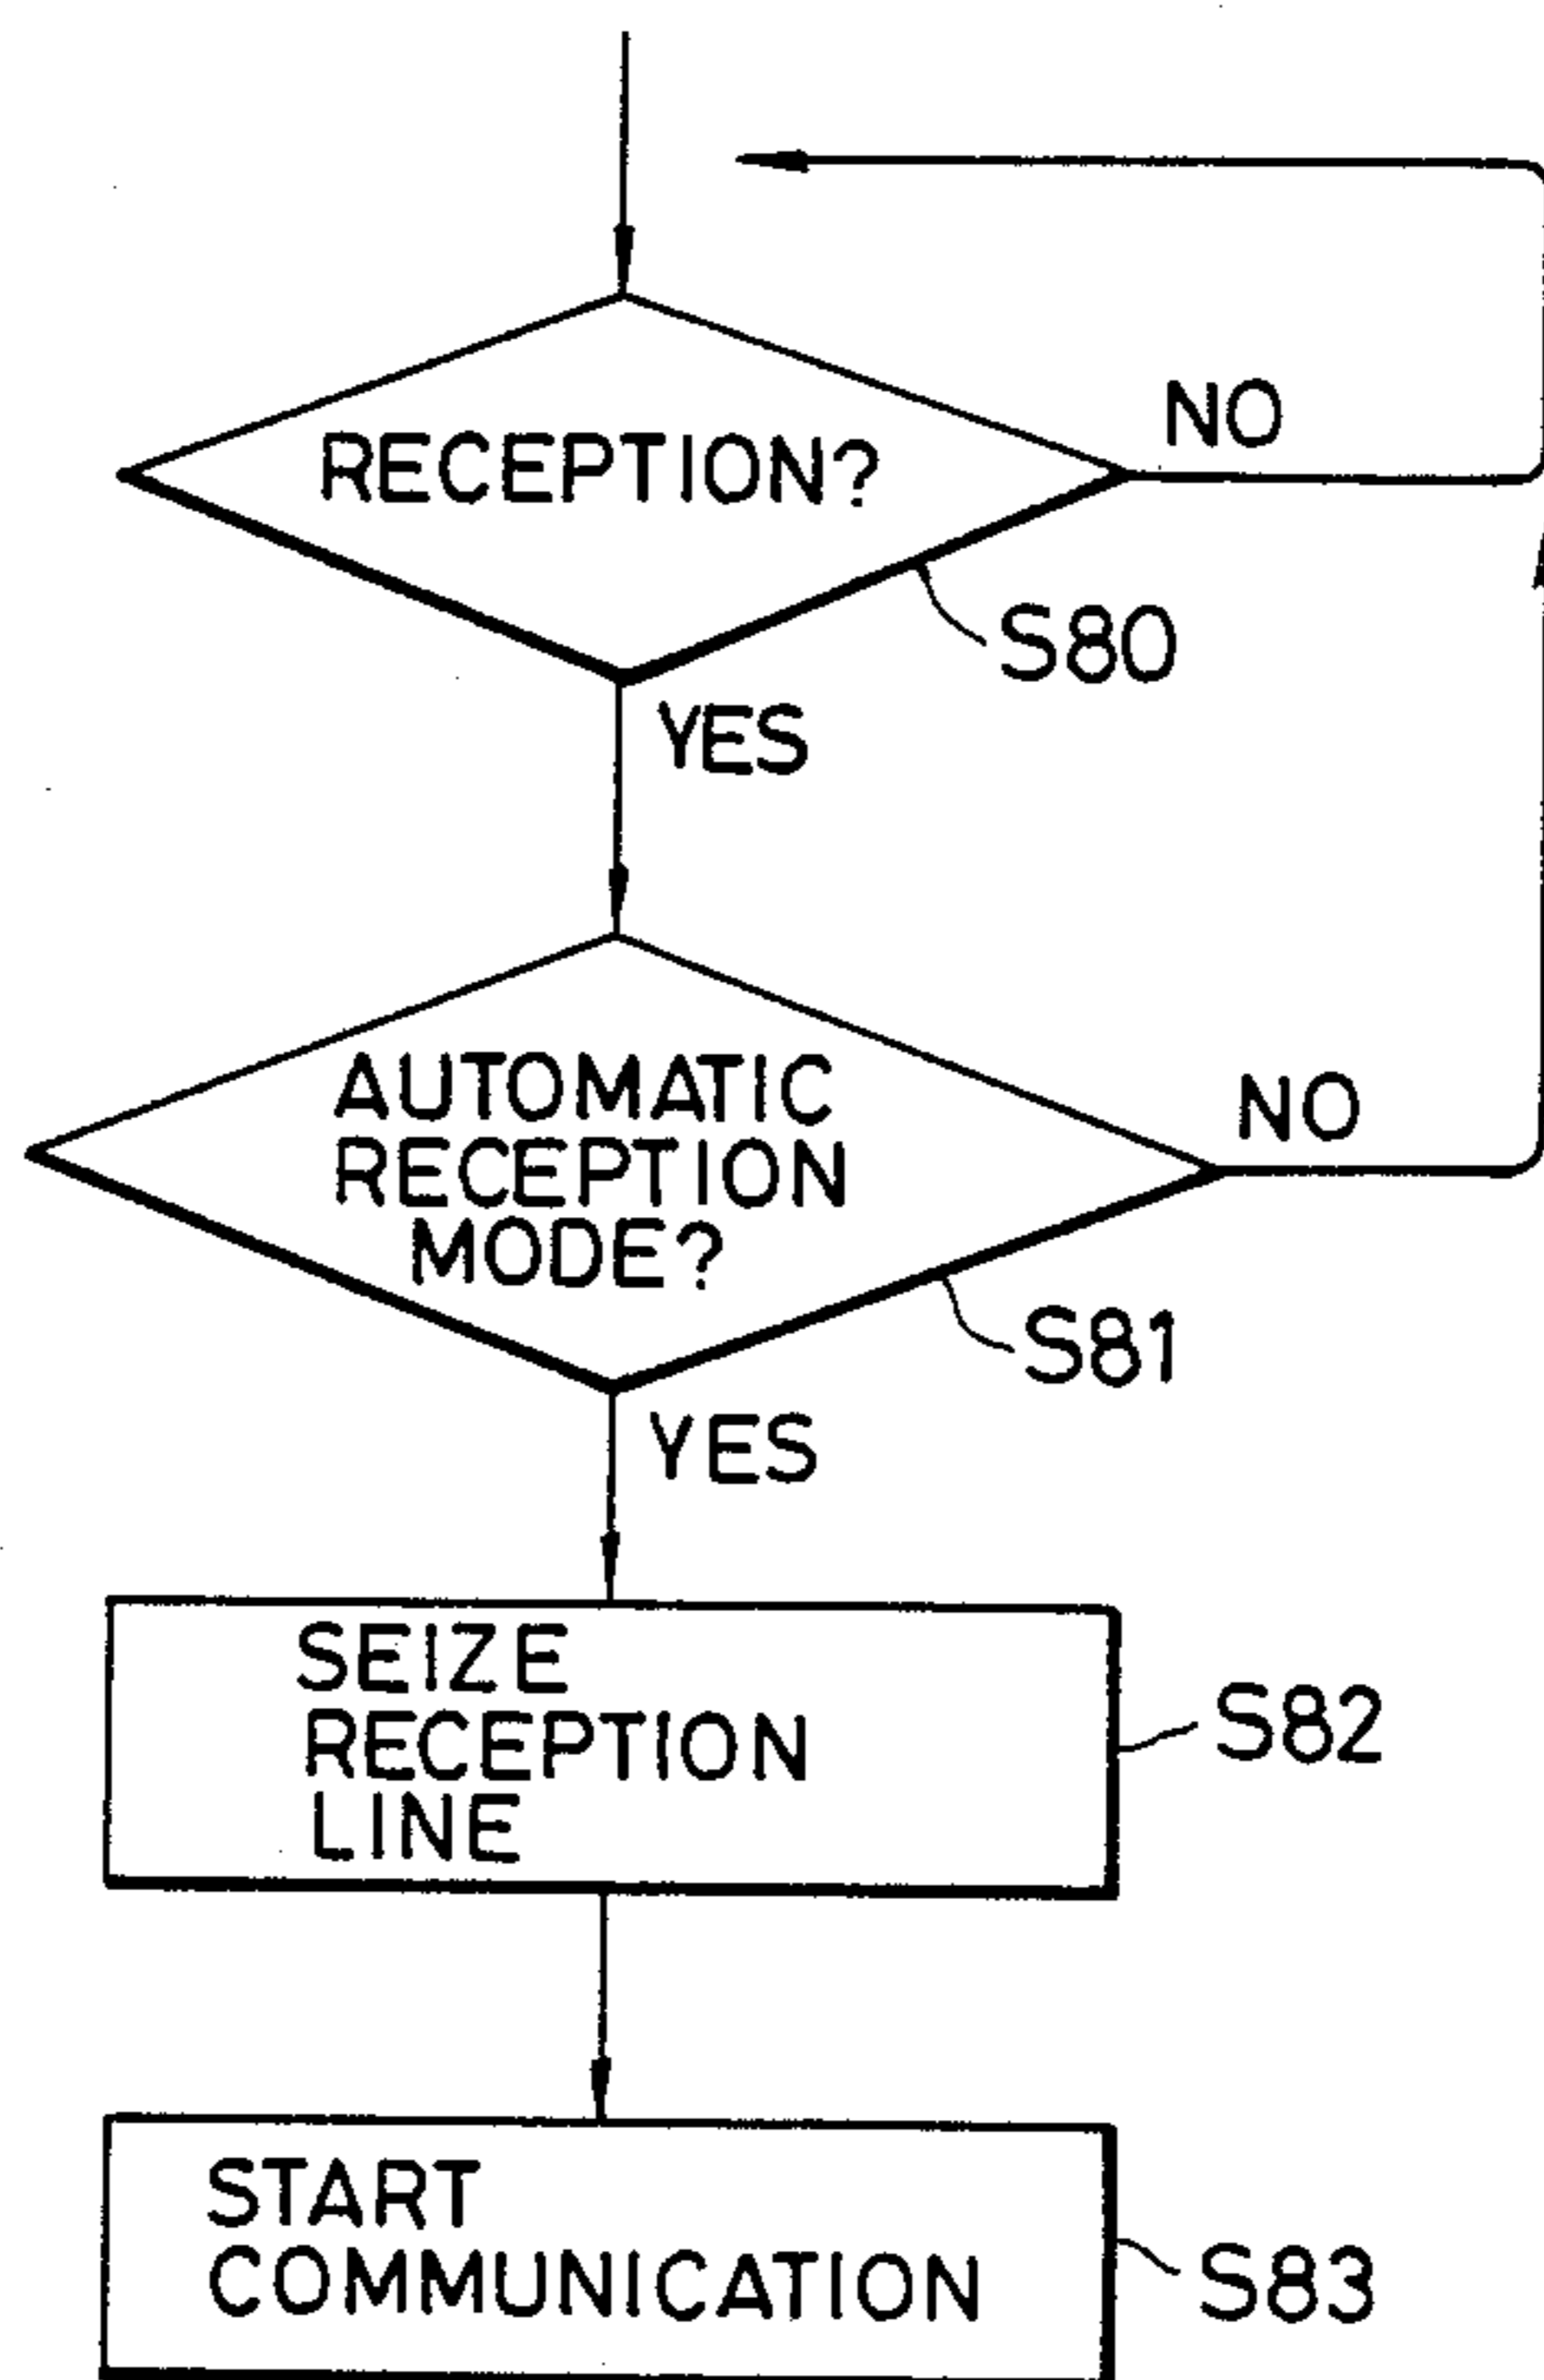 RECEPTION?
NO
S80
YES
AUTOMATIC
RECEPTION
MODE?
NO
S81
YES
SEIZE
RECEPTION
LINE
S82
START
COMMUNICATION
S83